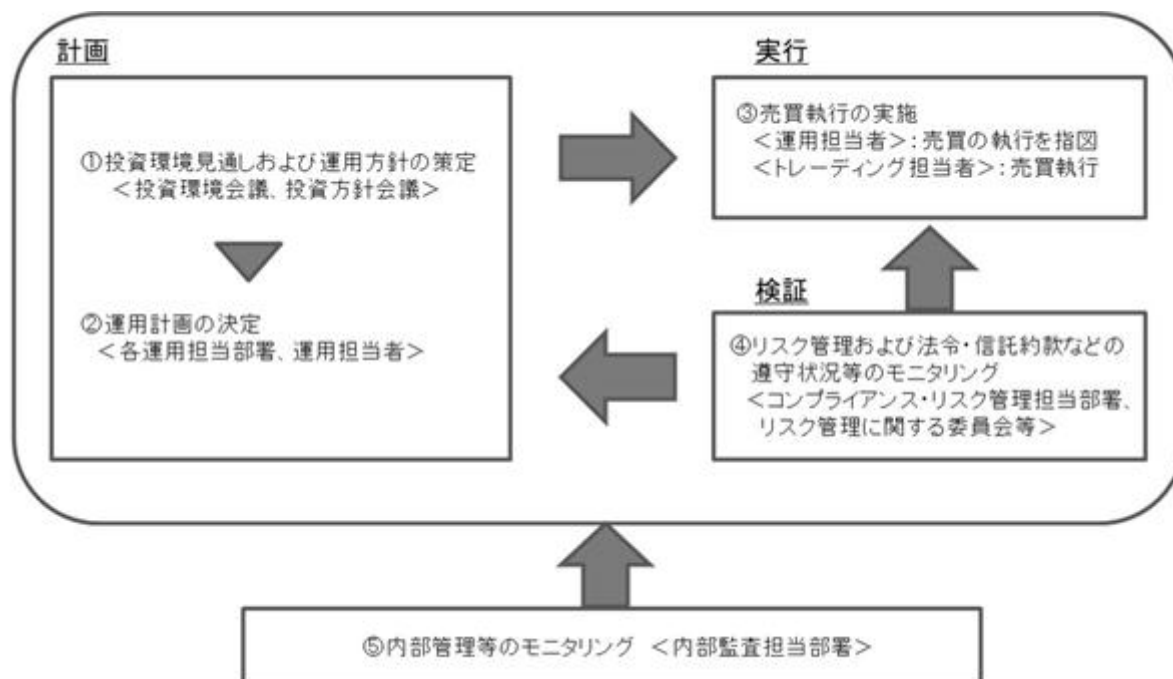 計画
①投資環境見通しおよび運用方針の策定
＜投資環境会議、投資方針会議＞
②運用計画の決定
＜各運用担当部署、運用担当者＞
実行
③売買執行の実施
＜運用担当者＞：売買の執行を指図
＜トレーディング担当者＞：売買執行
検証
④リスク管理および法令・信託約款などの
遵守状況等のモニタリング
＜コンプライアンス・リスク管理担当部署、
リスク管理に関する委員会等＞
⑤内部管理等のモニタリング ＜内部監査担当部署＞